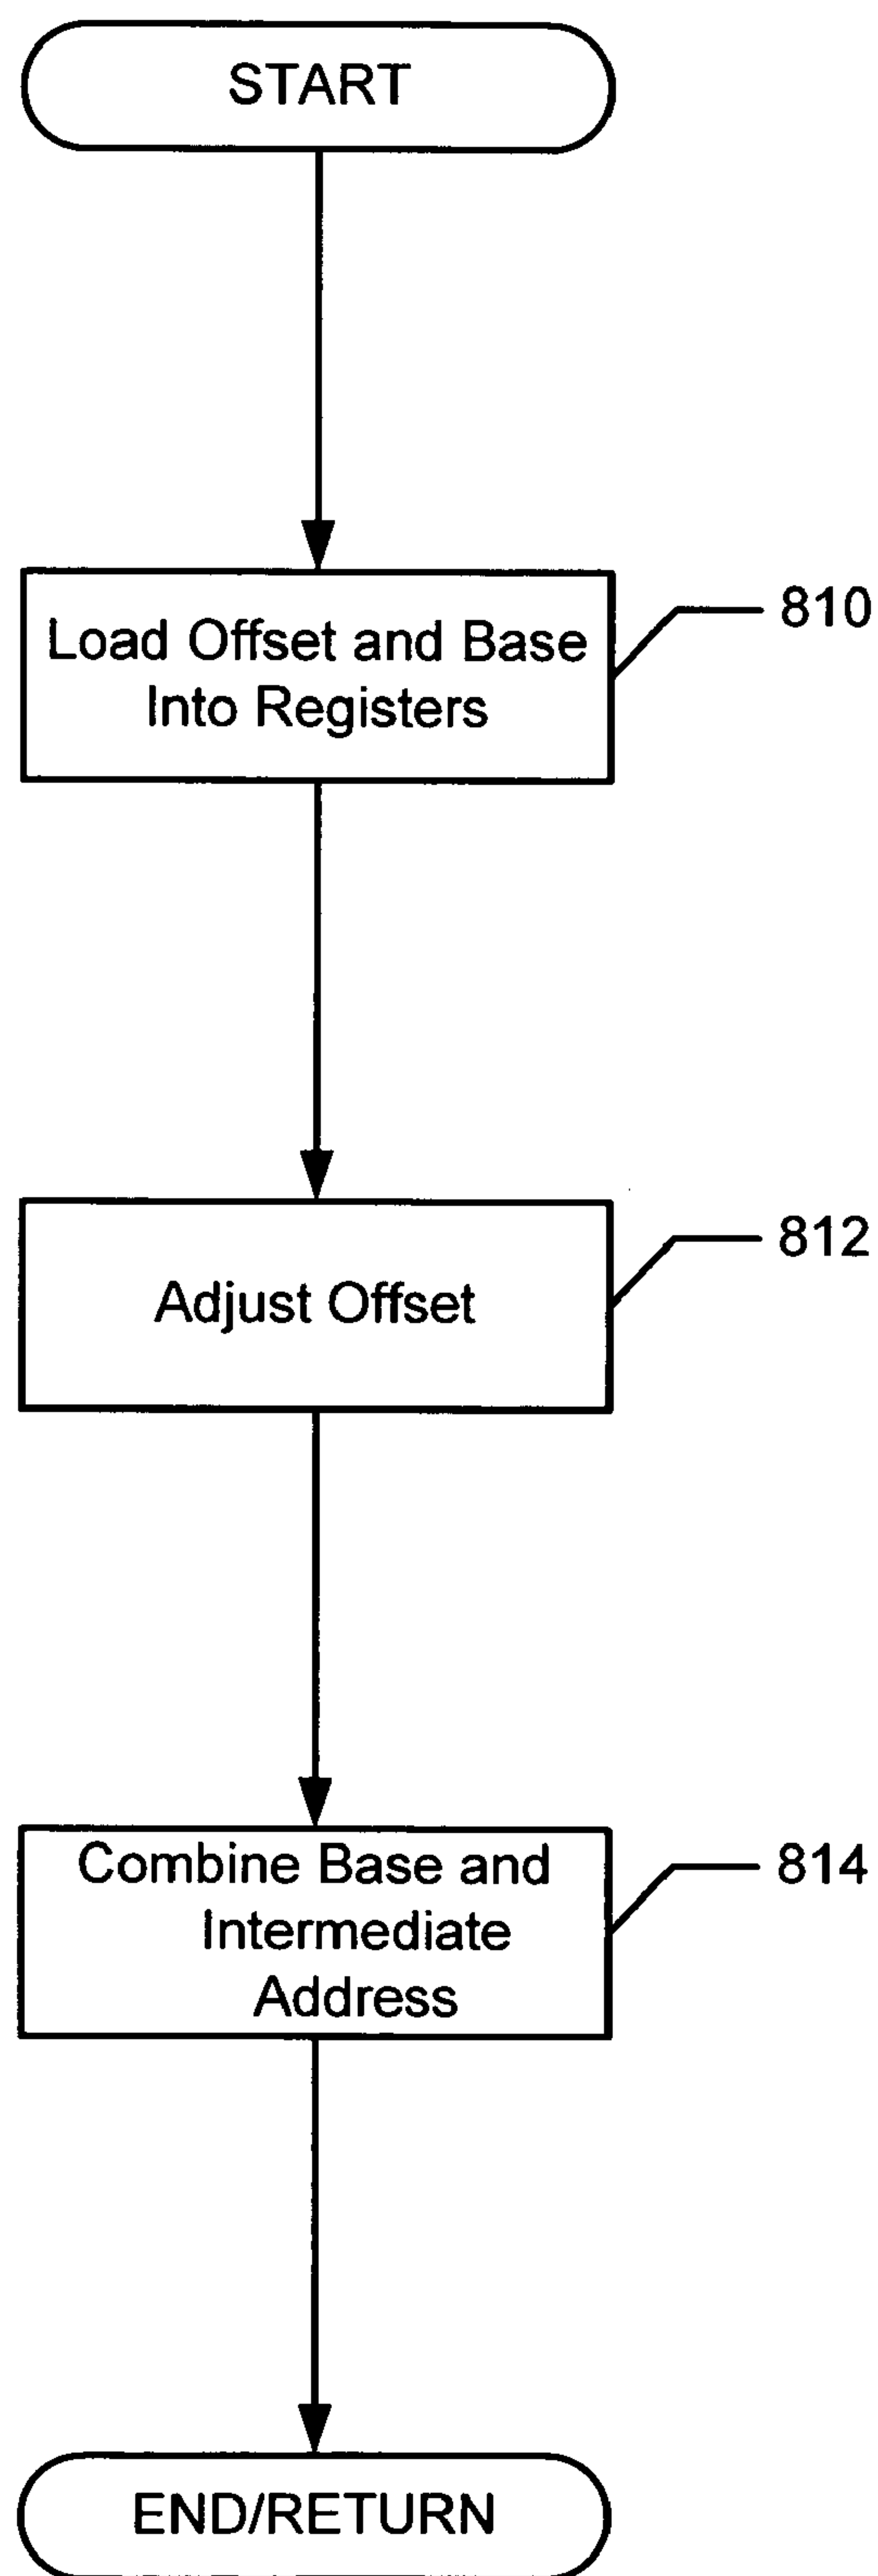 START
Load Offset and Base
Into Registers
810
Adjust Offset
812
Combine Base and
Intermediate
Address
814
END/RETURN